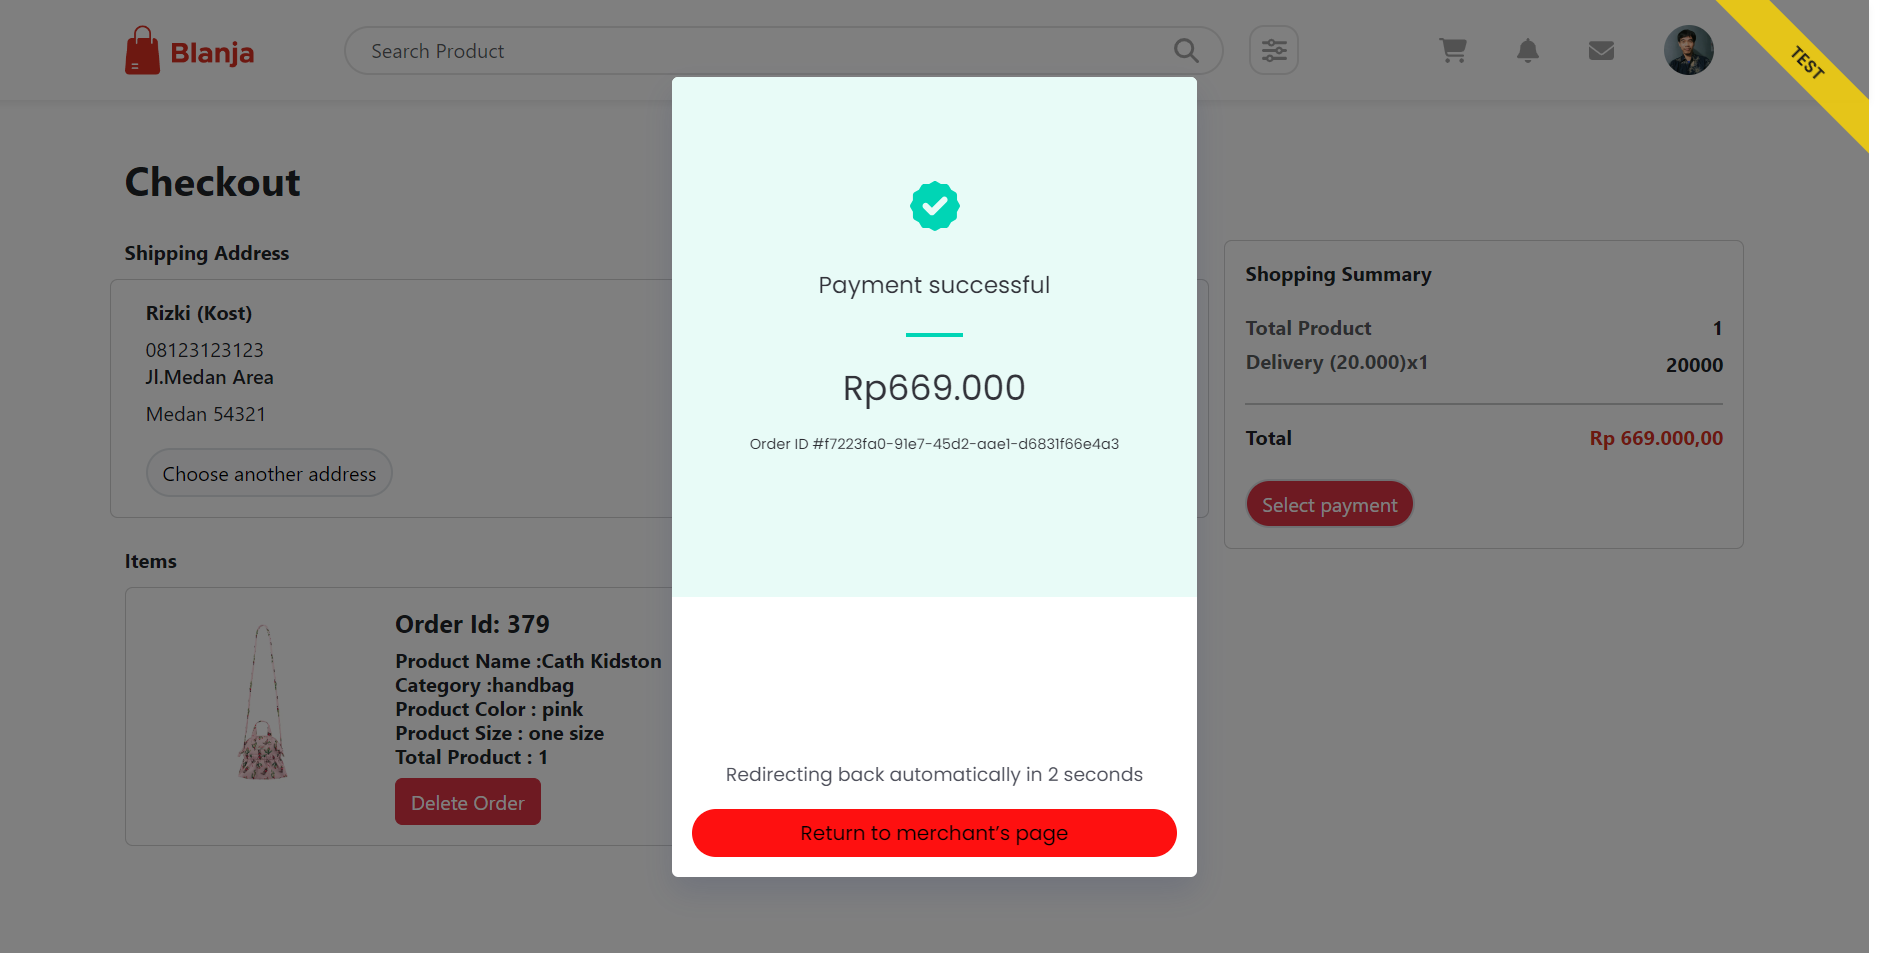 Blanja
Search Product
TEST
Checkout
Shipping Address
Rizki (Kost)
08123123123
Jl.Medan Area
Medan 54321
Choose another address
Items
Order Id: 379
Product Name :Cath Kidston
Category :handbag
Product Color : pink
Product Size : one size
Total Product : 1
Delete Order
Payment successful
Rp669.000
Order ID #f7223fa0-91e7-45d2-aae1-d6831f66e4a3
Redirecting back automatically in 2 seconds
Return to merchant's page
Shopping Summary
Total Product 1
Delivery (20.000)x1 20000
Total Rp 669.000,00
Select payment